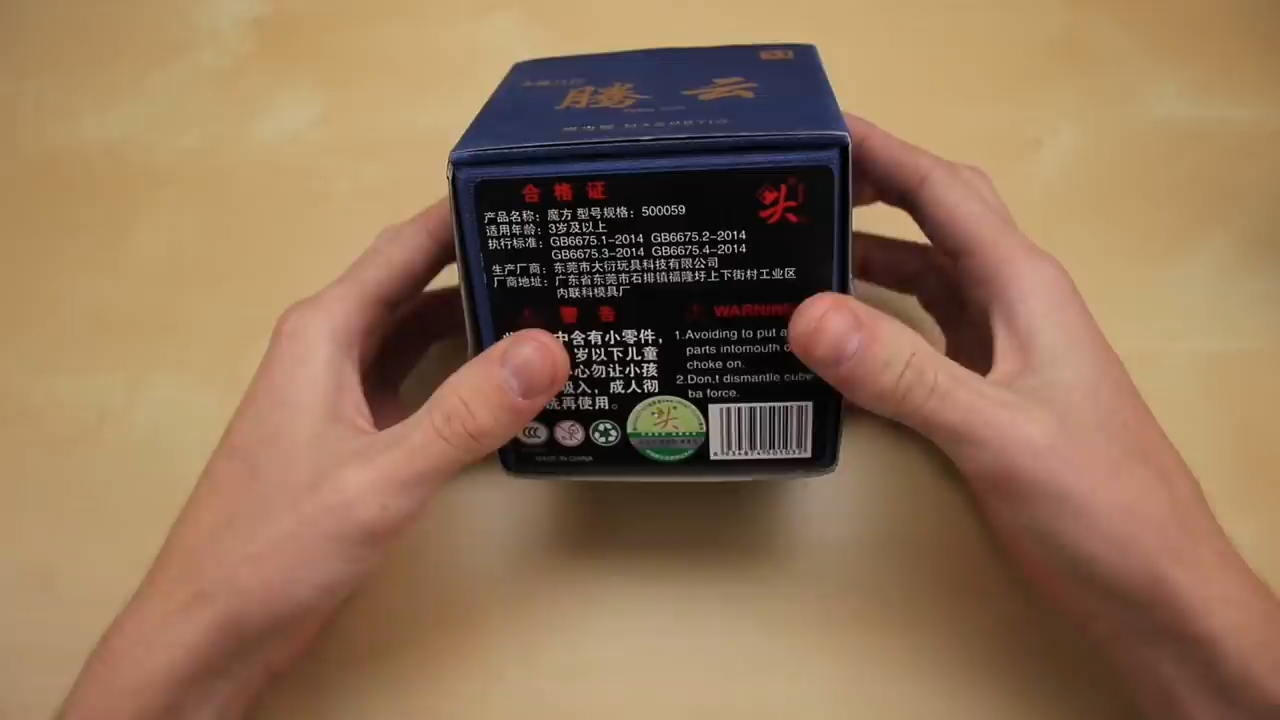 腾云
合格证
头
产品名称：魔方 型号规格：500059
适用年龄：3岁及以上
执行标准：GB6675.1-2014 GB6675.2-2014
GB6675.3-2014 GB6675.4-2014
生产厂商：东莞市大衍玩具科技有限公司
厂商地址：广东省东莞市石排镇福隆圩上下街村工业区
内联科模具厂
警告
中含有小零件，
岁以下儿童
心勿让小孩
吸入，成人彻
再使用。
WARNING
1.Avoiding to put a
parts intomouth
choke on.
2.Don,t dismantle cube
ba force.
头
MADE IN CHINA